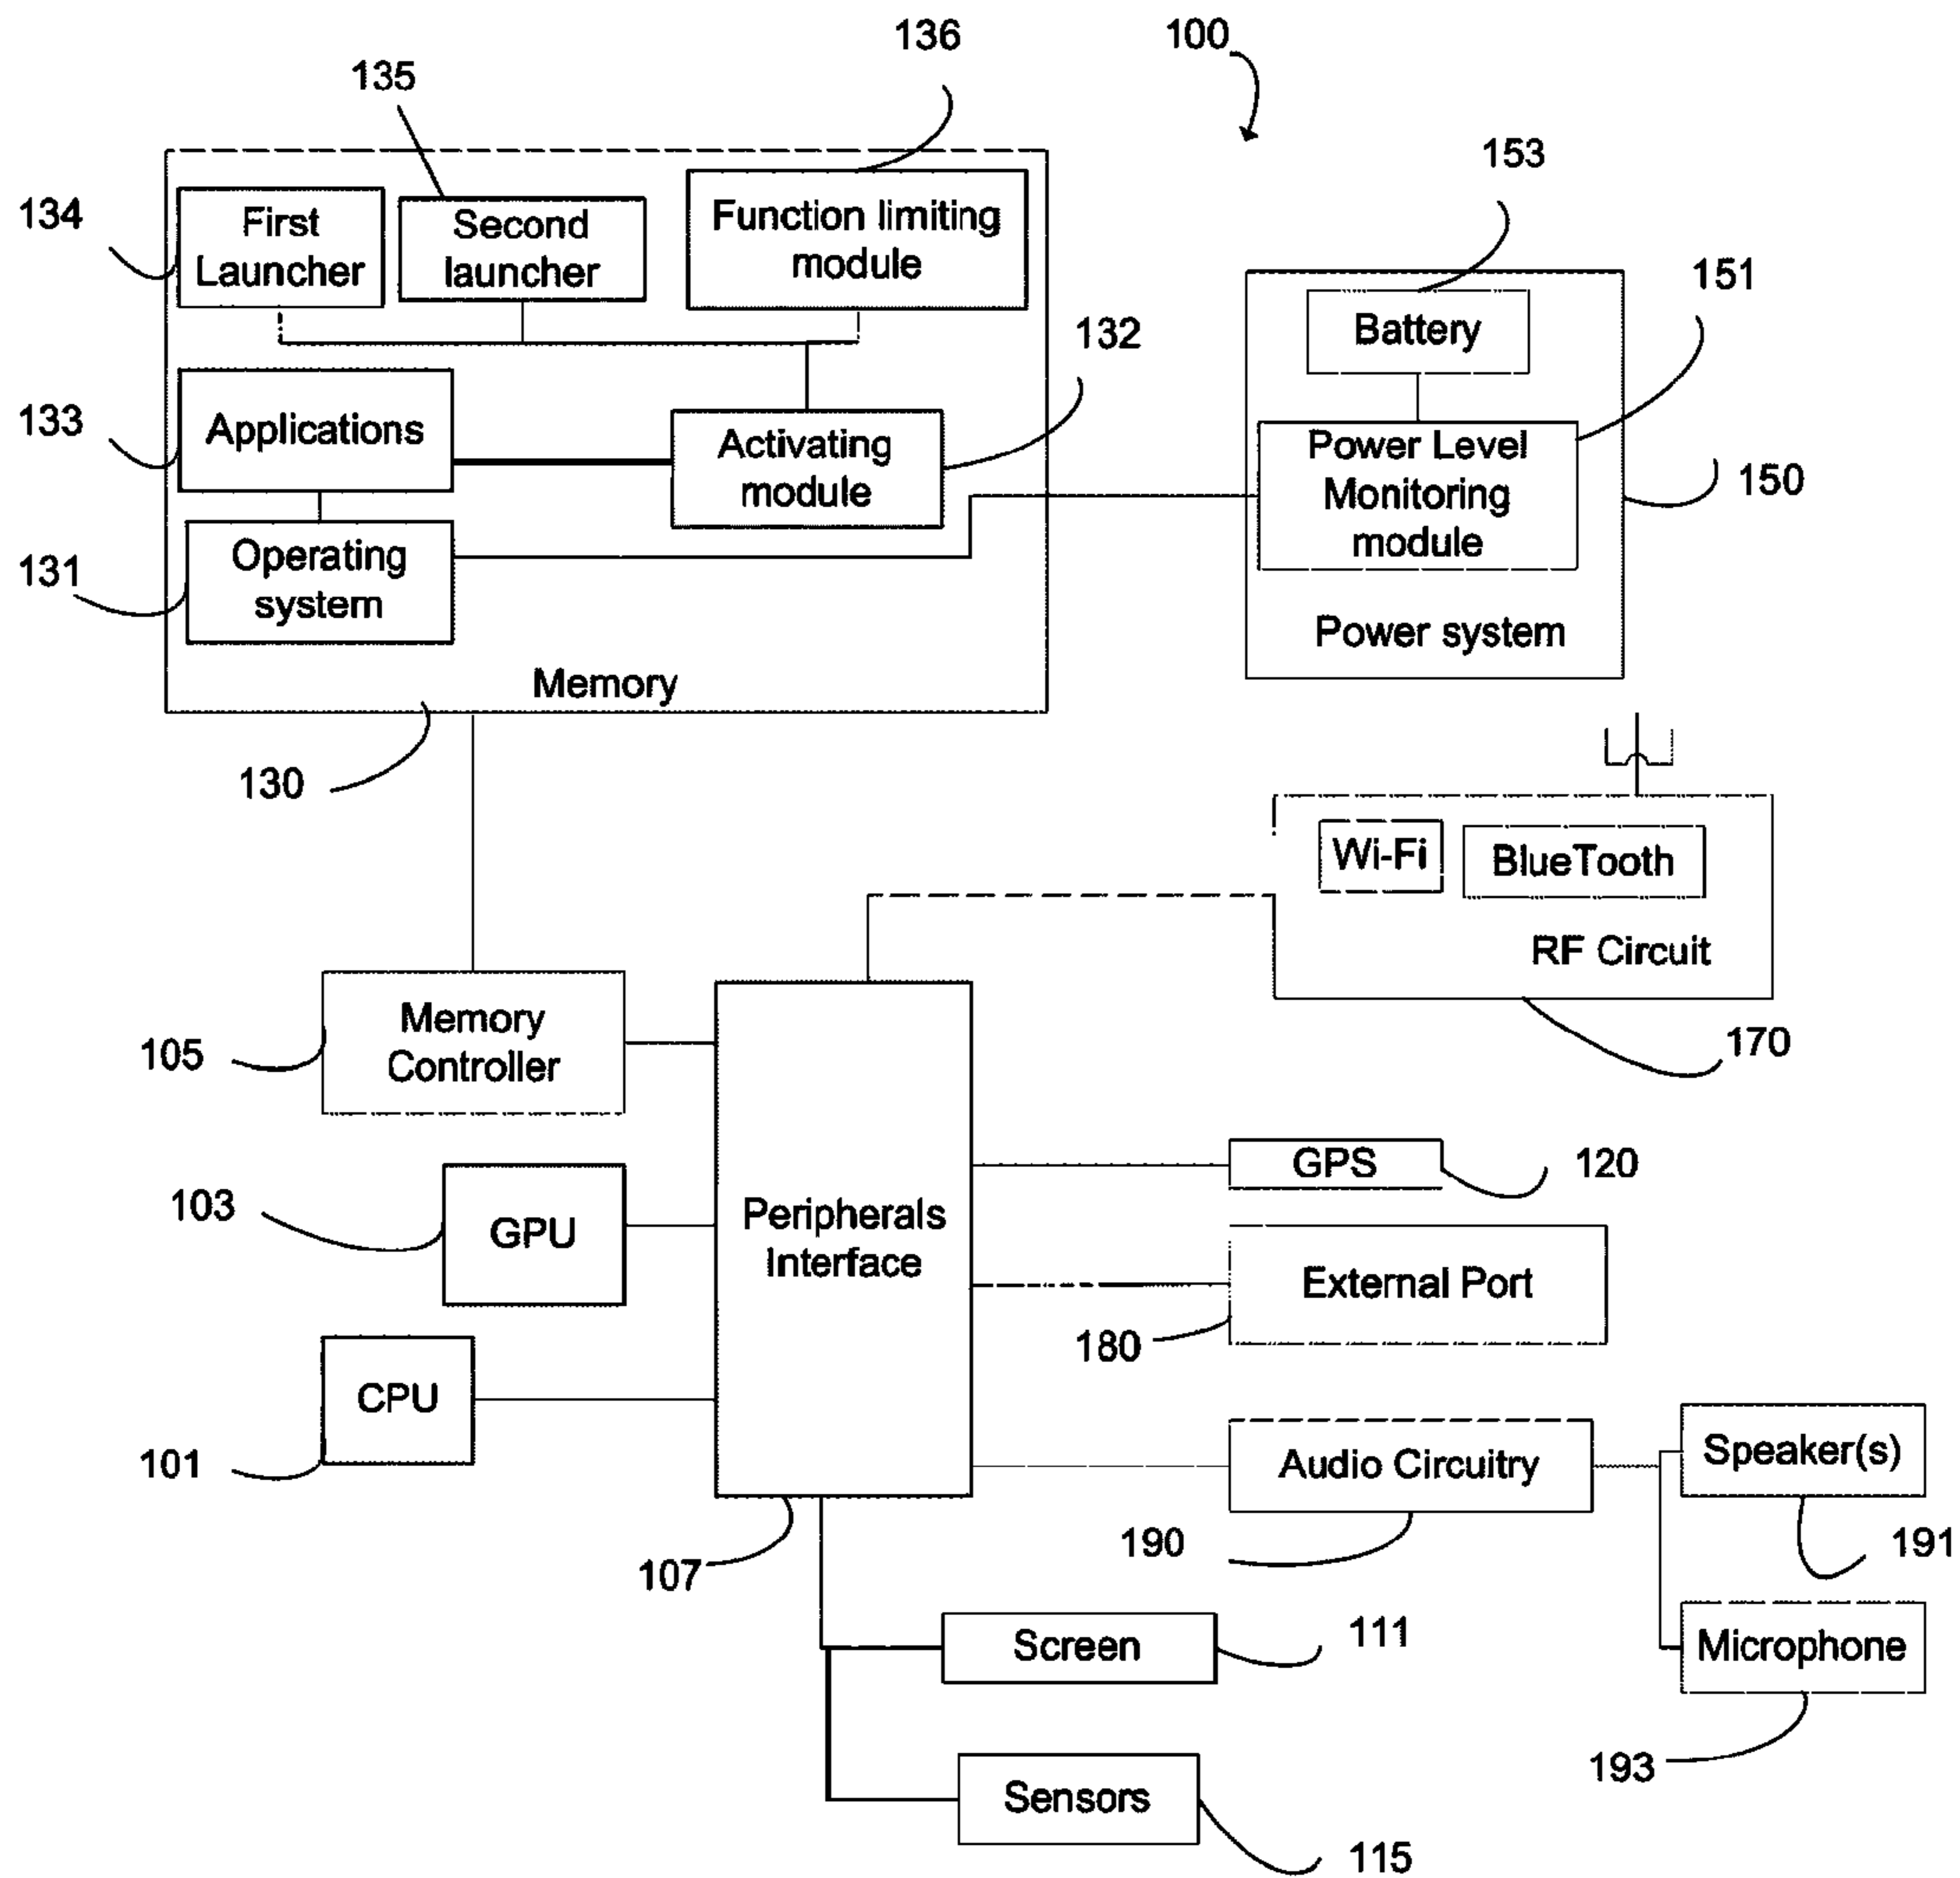 136
100
135
153
134
First
Launcher
Second
launcher
Function limiting
module
151
Battery
132
133
Applications
Activating
module
Power Level
Monitoring
module
150
131
Operating
system
Power system
Memory
130
Wi-Fi
BlueTooth
RF Circuit
170
105
Memory
Controller
103
GPU
Peripherals
Interface
GPS
120
External Port
180
CPU
101
Audio Circuitry
Speaker(s)
190
191
107
Screen
111
Microphone
193
Sensors
115